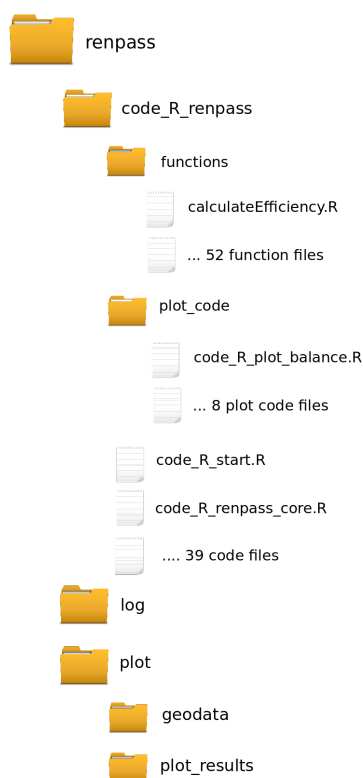 renpass
code_R_renpass
functions
calculateEfficiency.R
... 52 function files
plot_code
code_R_plot_balance.R
... 8 plot code files
code_R_start.R
code_R_renpass_core.R
.... 39 code files
log
plot
geodata
plot_results